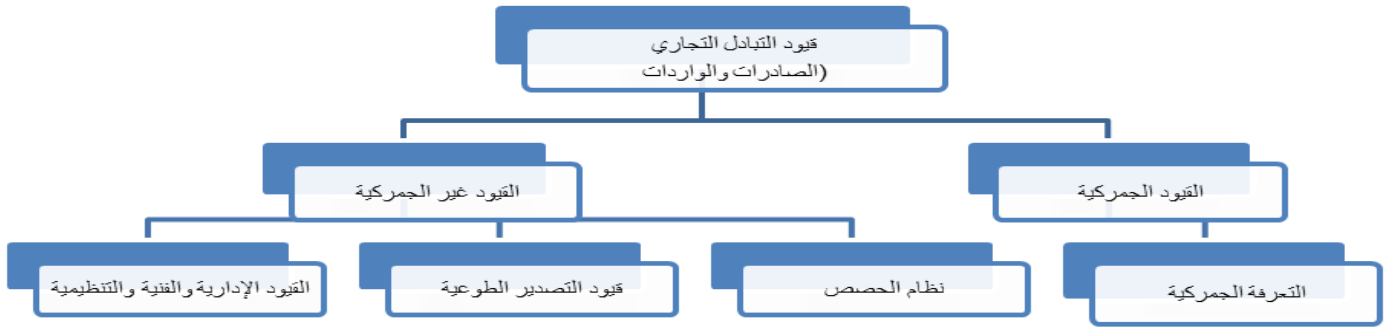 قيود التبادل التجاري
(الصادرات والواردات
القيود الجمركية
القيود غير الجمركية
التعرفة الجمركية
نظام الحصص
قيود التصدير الطوعية
القيود الإدارية والفنية والتنظيمية